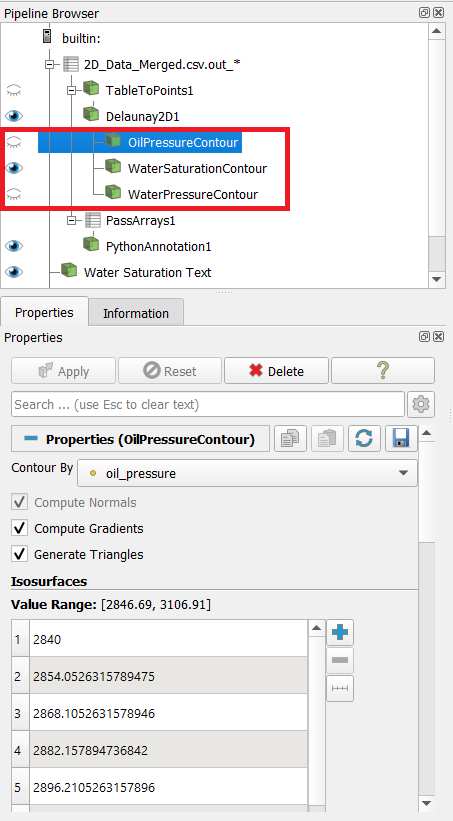 Pipeline Browser
builtin:
2D_Data_Merged.csv.out_*
TableToPoints1
Delaunay2D1
OilPressureContour
WaterSaturationContour
WaterPressureContour
PassArrays1
PythonAnnotation1
Water Saturation Text
Properties Information
Properties
Apply Reset Delete ?
Search ... (use Esc to clear text)
Properties (OilPressureContour)
Contour By oil_pressure
Compute Normals
Compute Gradients
Generate Triangles
Isosurfaces
Value Range: [2846.69, 3106.91]
1 2840
2 2854.0526315789475
3 2868.1052631578946
4 2882.157894736842
5 2896.2105263157896